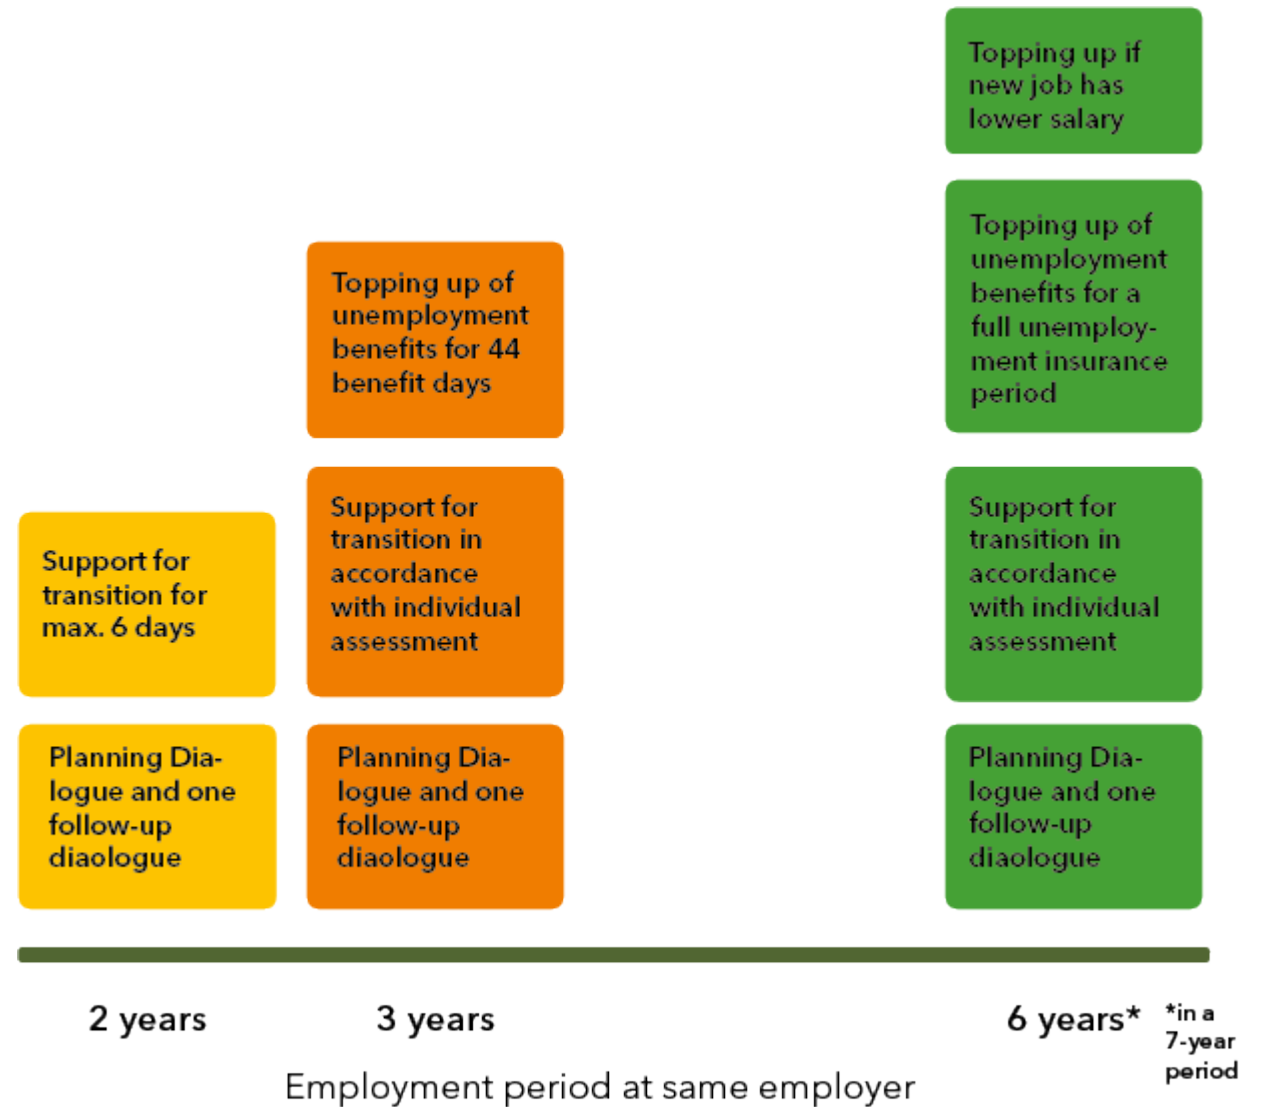 Topping up if
new job has
lower salary
Topping up of
unemployment
benefits for a
full unemploy-
ment insurance
period
Topping up of
unemployment
benefits for 44
benefit days
Support for
transition for
max. 6 days
Support for
transition in
accordance
with individual
assessment
Support for
transition in
accordance
with individual
assessment
Planning Dia-
logue and one
follow-up
diaologue
Planning Dia-
logue and one
follow-up
diaologue
Planning Dia-
logue and one
follow-up
diaologue
2 years
3 years
6 years*
*in a
7-year
period
Employment period at same employer